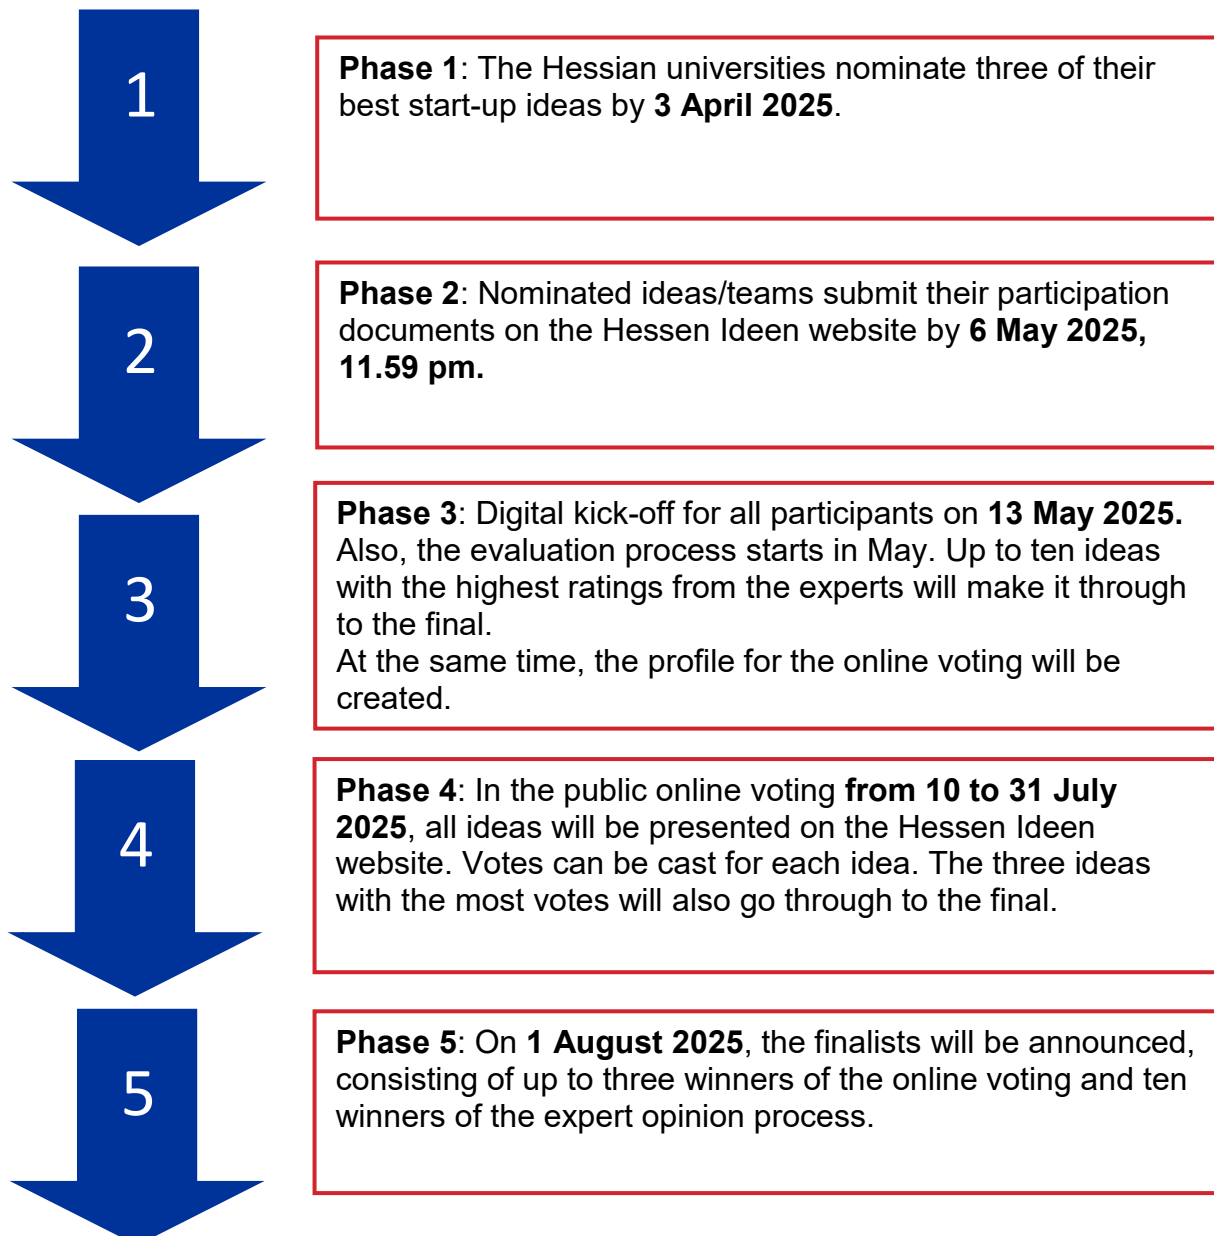 1
Phase 1: The Hessian universities nominate three of their
best start-up ideas by 3 April 2025.
2
Phase 2: Nominated ideas/teams submit their participation
documents on the Hessen Ideen website by 6 May 2025,
11.59 pm.
3
Phase 3: Digital kick-off for all participants on 13 May 2025.
Also, the evaluation process starts in May. Up to ten ideas
with the highest ratings from the experts will make it through
to the final.
At the same time, the profile for the online voting will be
created.
4
Phase 4: In the public online voting from 10 to 31 July
2025, all ideas will be presented on the Hessen Ideen
website. Votes can be cast for each idea. The three ideas
with the most votes will also go through to the final.
5
Phase 5: On 1 August 2025, the finalists will be announced,
consisting of up to three winners of the online voting and ten
winners of the expert opinion process.